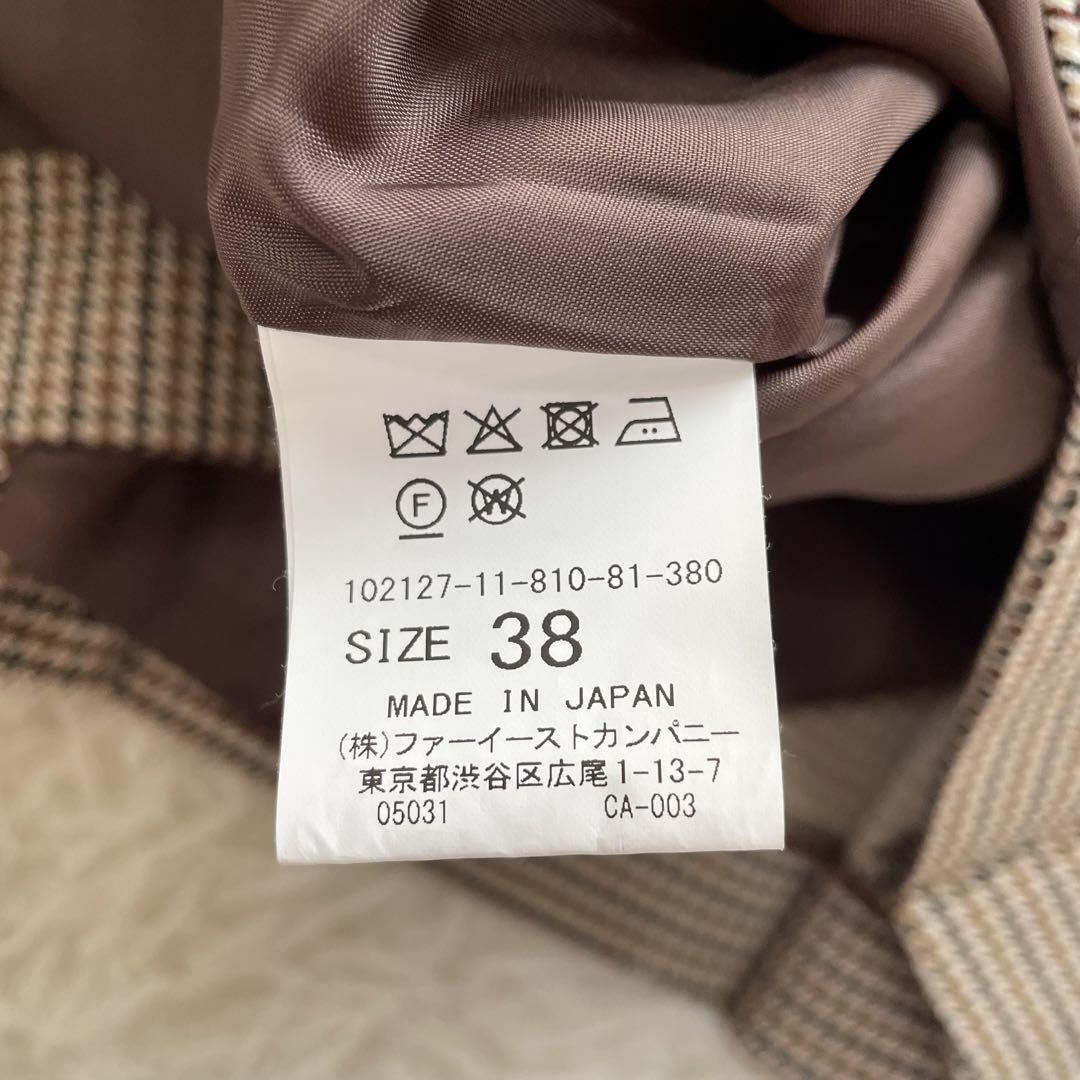 F W
102127-11-810-81-380
SIZE 38
MADE IN JAPAN
(株)ファーイーストカンパニー
東京都渋谷区広尾1-13-7
05031 CA-003